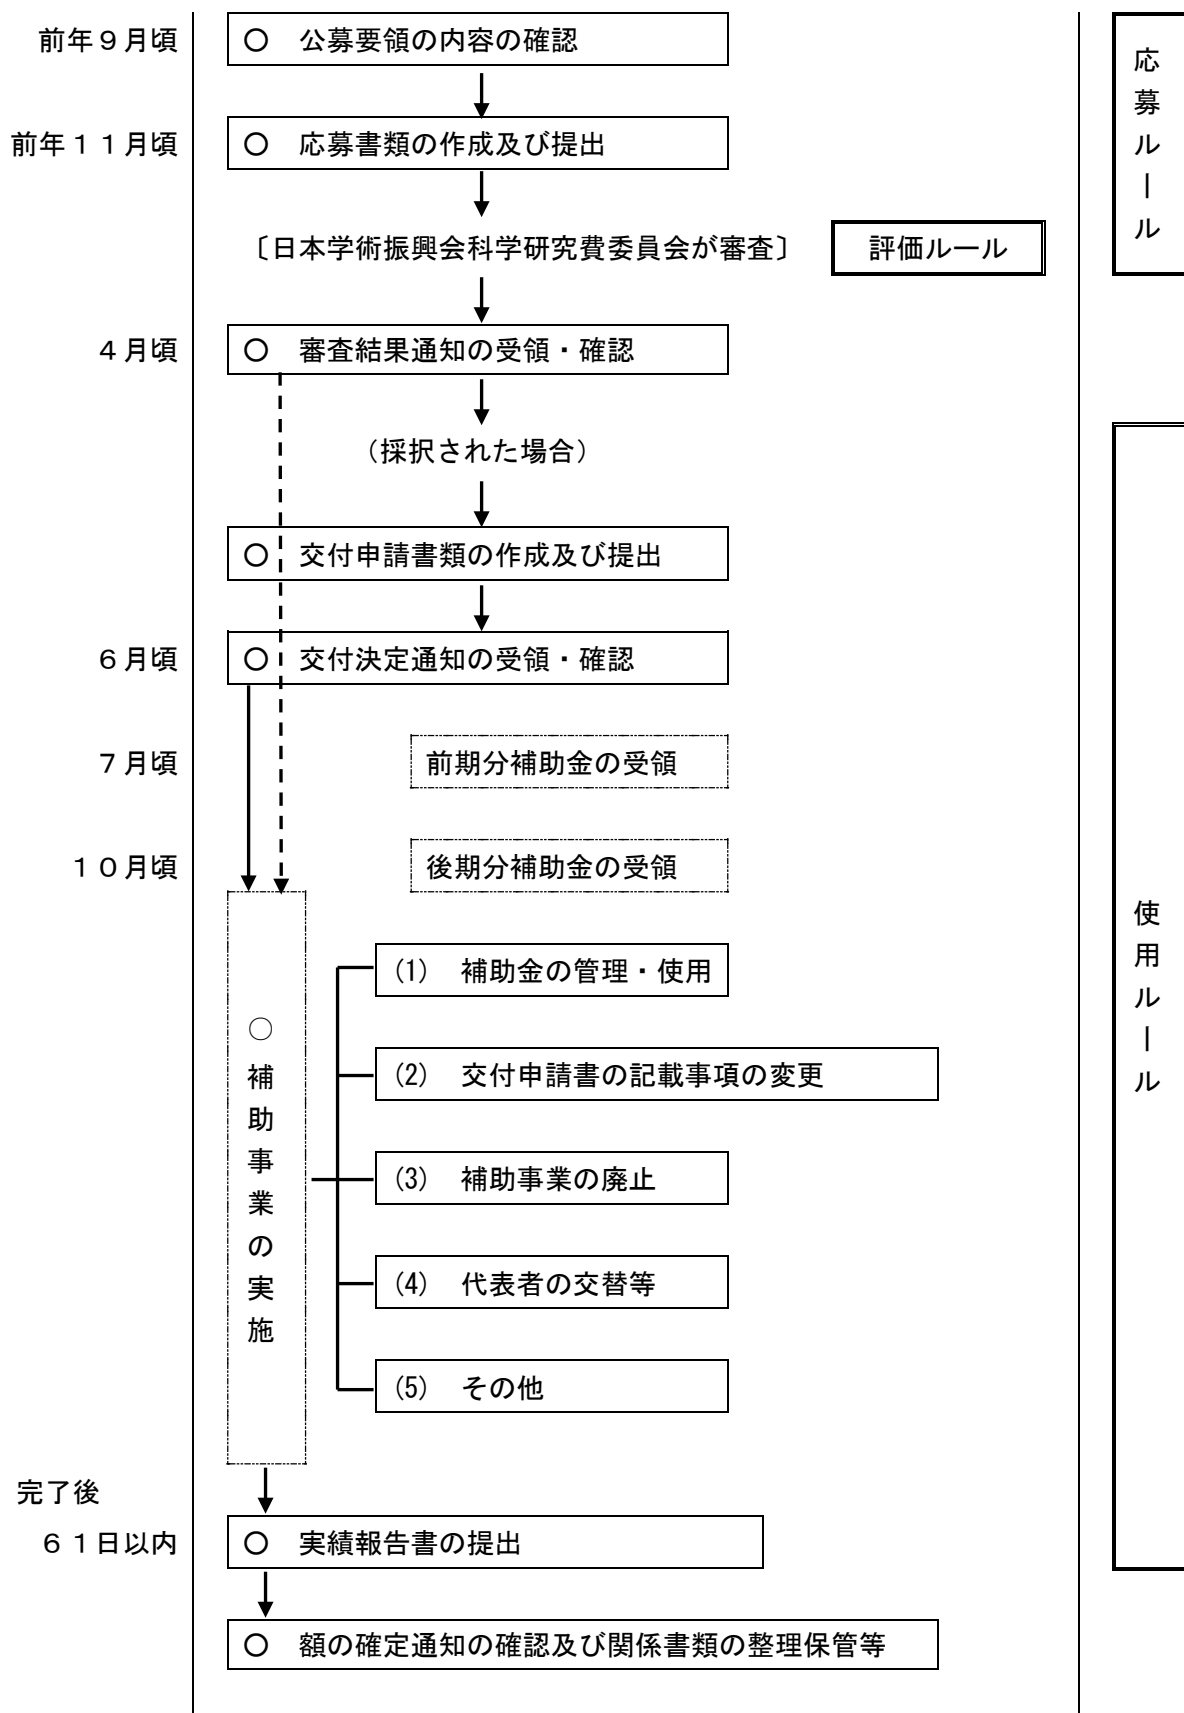 前年９月頃
○　公募要領の内容の確認
前年１１月頃
○　応募書類の作成及び提出
〔日本学術振興会科学研究費委員会が審査〕
評価ルール
応募ルール
４月頃
○　審査結果通知の受領・確認
（採択された場合）
○　交付申請書類の作成及び提出
６月頃
○　交付決定通知の受領・確認
７月頃
前期分補助金の受領
１０月頃
後期分補助金の受領
○補助事業の実施
(1)　補助金の管理・使用
(2)　交付申請書の記載事項の変更
(3)　補助事業の廃止
(4)　代表者の交替等
(5)　その他
使用ルール
完了後
６１日以内
○　実績報告書の提出
○　額の確定通知の確認及び関係書類の整理保管等